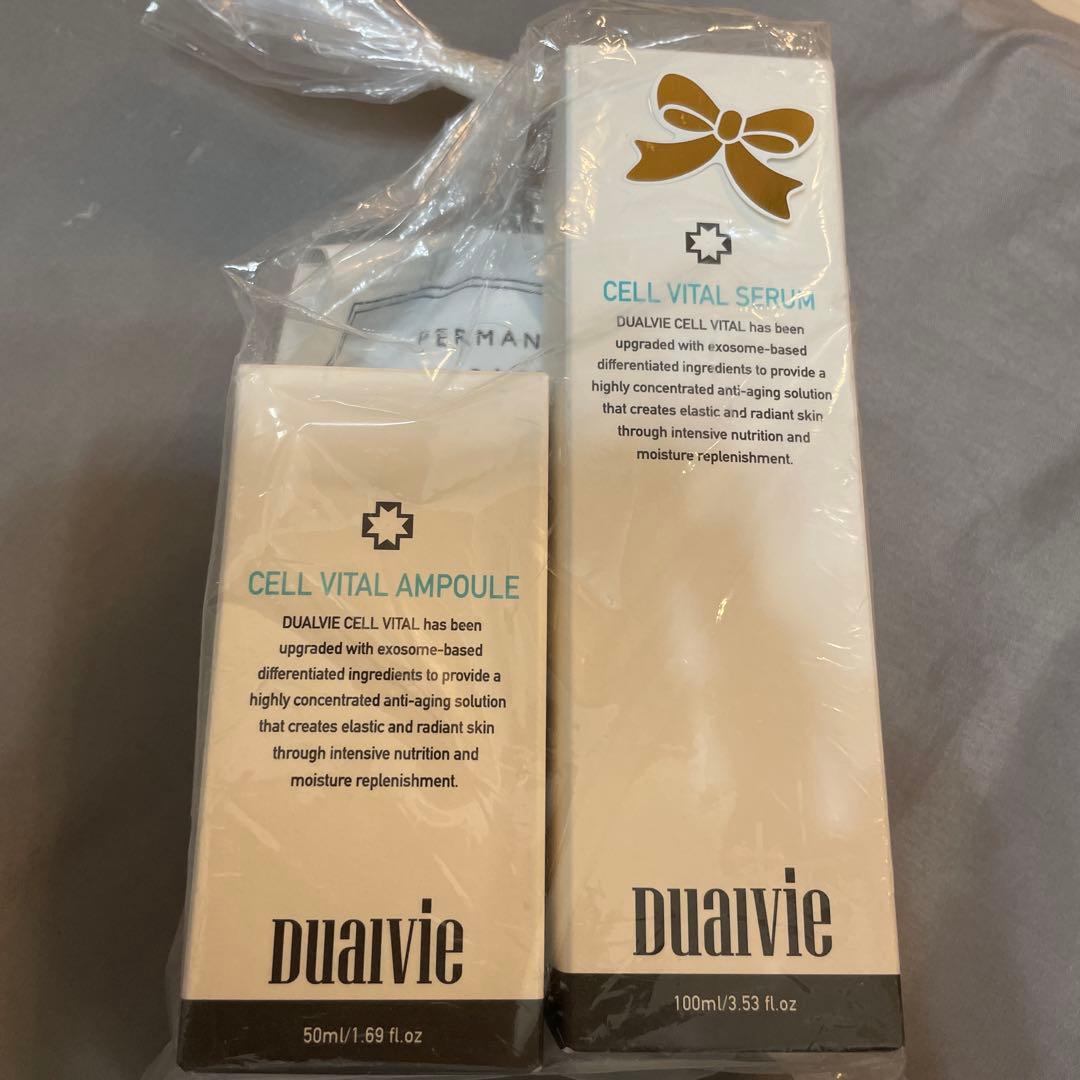 PERMAN
CELL VITAL SERUM
DUALVIE CELL VITAL has been
upgraded with exosome-based
differentiated ingredients to provide a
highly concentrated anti-aging solution
that creates elastic and radiant skin
through intensive nutrition and
moisture replenishment.
DUalVie
100ml/3.53 fl.oz
CELL VITAL AMPOULE
DUALVIE CELL VITAL has been
upgraded with exosome-based
differentiated ingredients to provide a
highly concentrated anti-aging solution
that creates elastic and radiant skin
through intensive nutrition and
moisture replenishment.
DUalVie
50ml/1.69 fl.oz